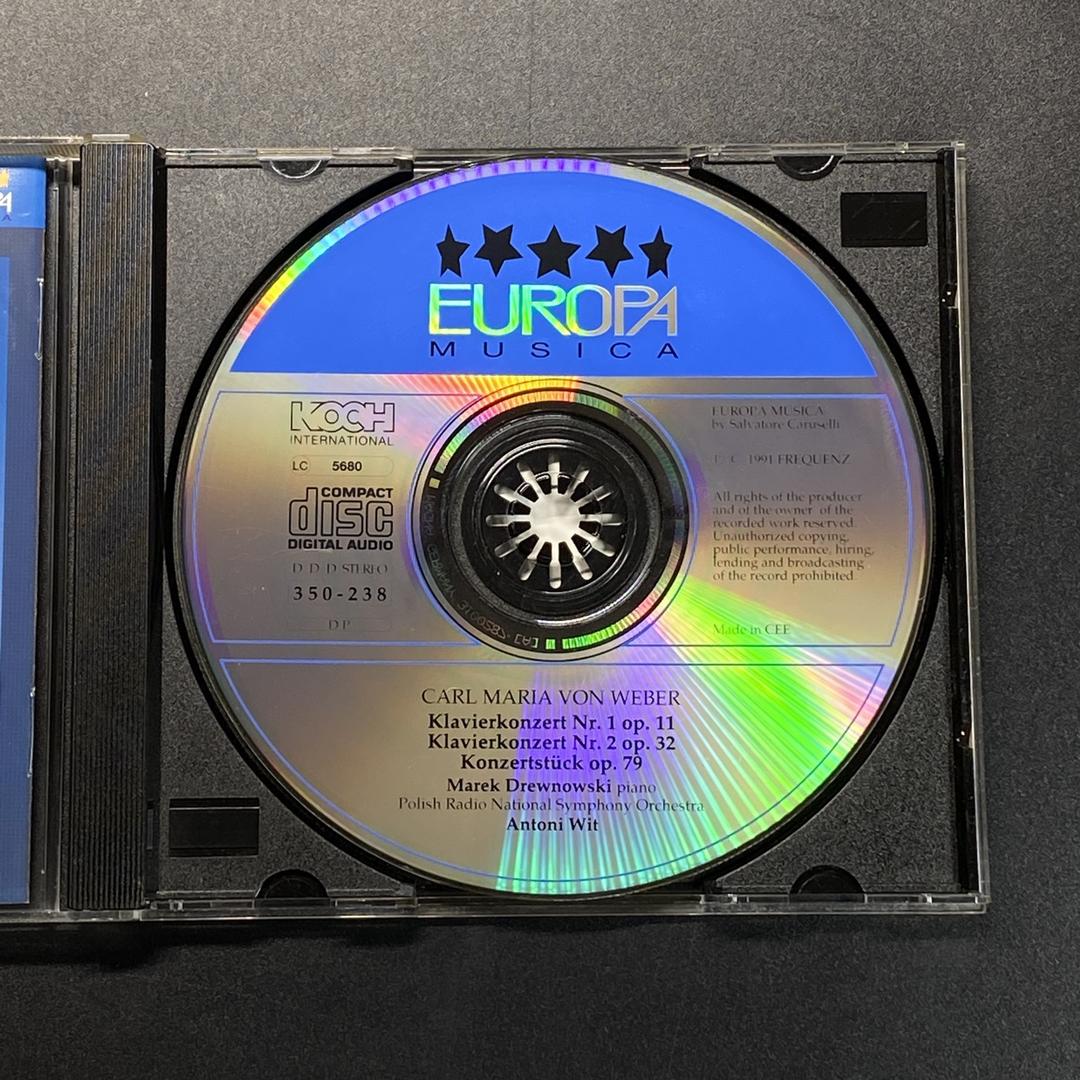 EUROPA
MUSICA
KOCH
INTERNATIONAL
LC 5680
COMPACT
disc
DIGITAL AUDIO
D D D STEREO
350-238
DP
EUROPA MUSICA
by Salvatore Caruselli
1991 FREQUENZ
All rights of the producer
and of the owner of the
recorded work reserved.
Unauthorized copying,
public performance, hiring,
lending and broadcasting
of the record prohibited.
Made in CEE
CARL MARIA VON WEBER
Klavierkonzert Nr. 1 op. 11
Klavierkonzert Nr. 2 op. 32
Konzertstück op. 79
Marek Drewnowski piano
Polish Radio National Symphony Orchestra
Antoni Wit